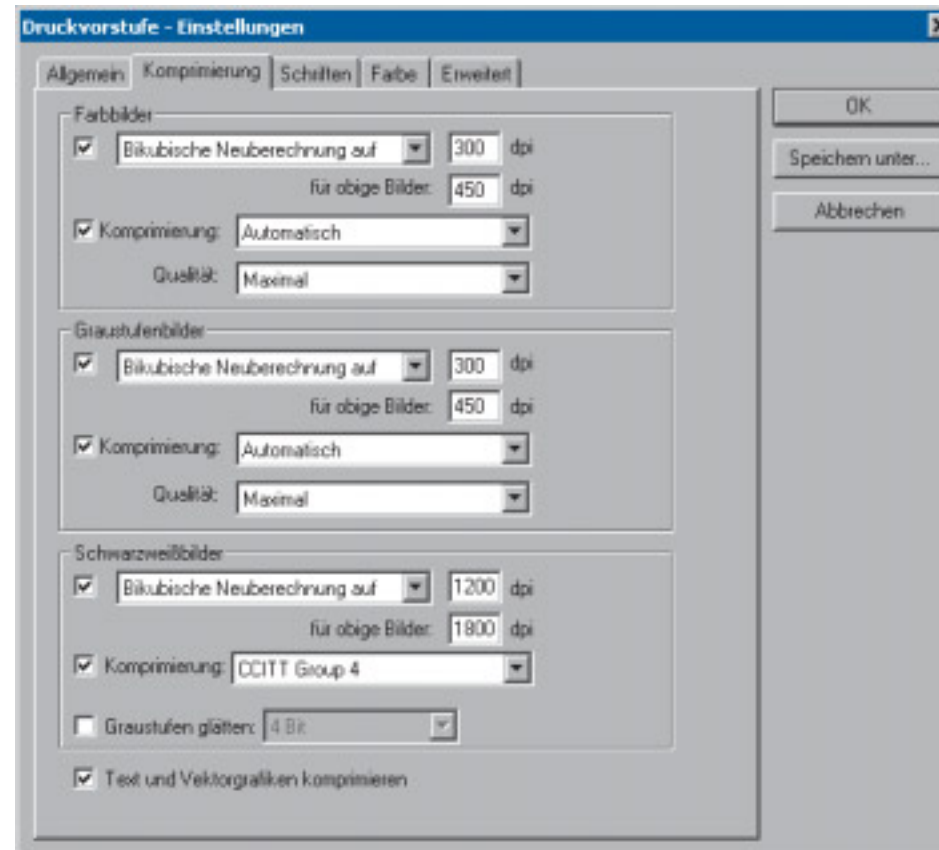 Druckvorstufe - Einstellungen
Allgemein Komprimierung Schriften Farbe Erweitert
Farbbilder
Bikubische Neuberechnung auf 300 dpi
für obige Bilder: 450 dpi
Komprimierung: Automatisch
Qualität: Maximal
Graustufenbilder
Bikubische Neuberechnung auf 300 dpi
für obige Bilder: 450 dpi
Komprimierung: Automatisch
Qualität: Maximal
Schwarzweißbilder
Bikubische Neuberechnung auf 1200 dpi
für obige Bilder: 1800 dpi
Komprimierung: CCITT Group 4
Graustufen glätten: 4 Bit
Text und Vektorgrafiken komprimieren
OK
Speichern unter...
Abbrechen